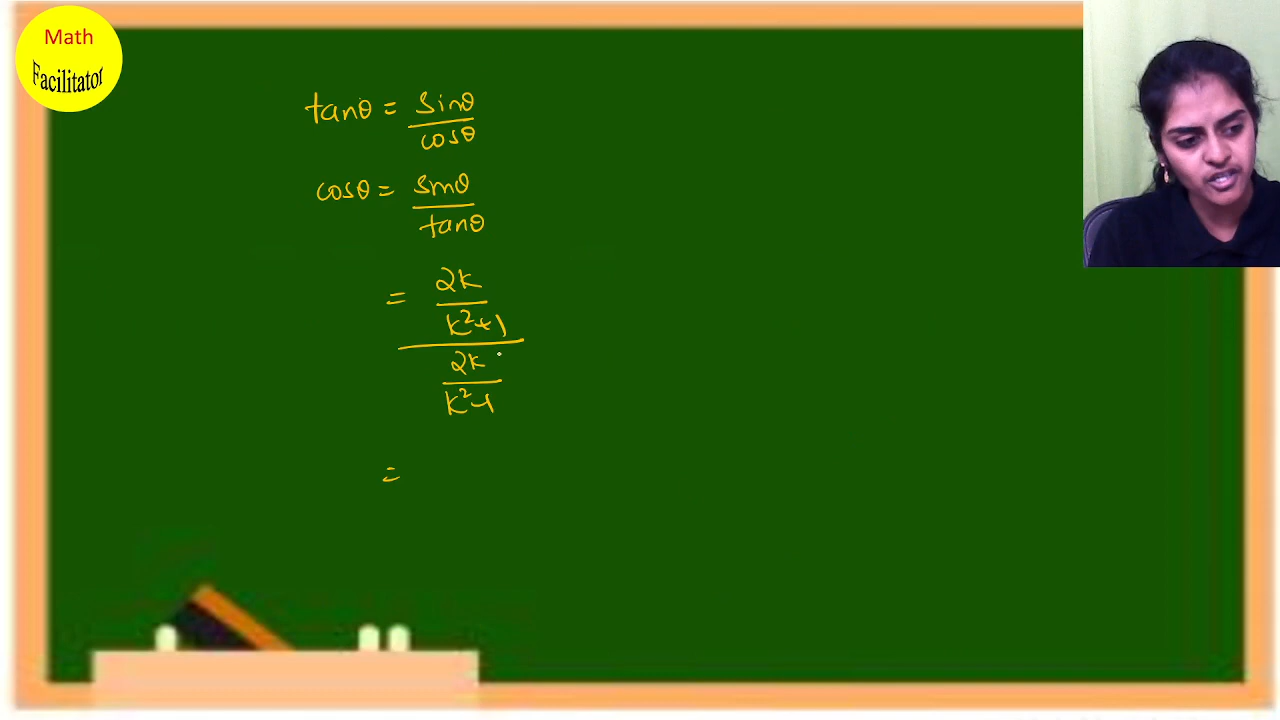 Math
Facilitator
tanθ = sinθ / cosθ
cosθ = sinθ / tanθ
= (2k / k²+1) / (2k / k²-1)
=